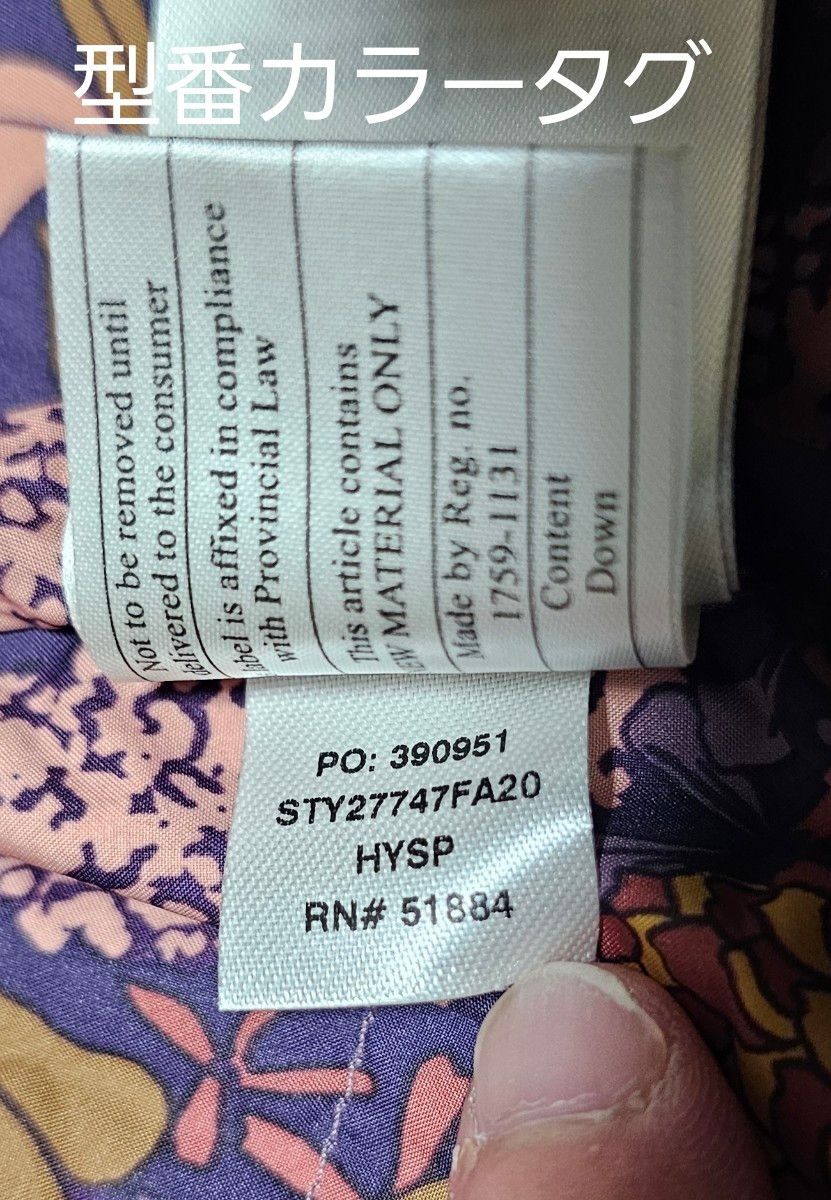 型番カラータグ
Not to be removed until
delivered to the consumer
label is affixed in compliance
with Provincial Law
This article contains
NEW MATERIAL ONLY
Made by Reg. no.
1759-1131
Content
Down
PO: 390951
STY27747FA20
HYSP
RN# 51884